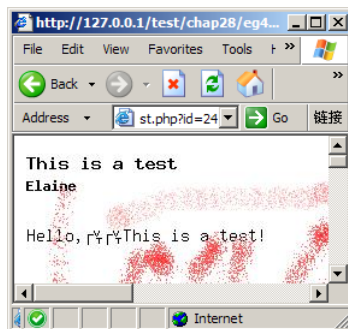 http://127.0.0.1/test/chap28/eg4...
File Edit View Favorites Tools »
Back »
Address st.php?id=24 Go 链接
This is a test
Elaine
Hello,┌¥┌¥This is a test!
Internet